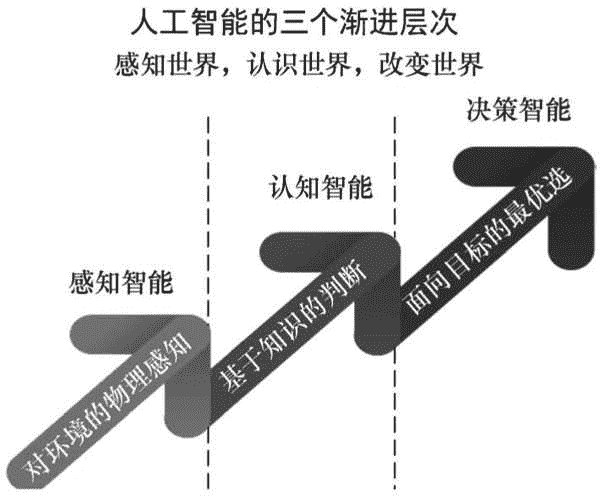 人工智能的三个渐进层次
感知世界，认识世界，改变世界
感知智能
对环境的物理感知
认知智能
基于知识的判断
决策智能
面向目标的最优选